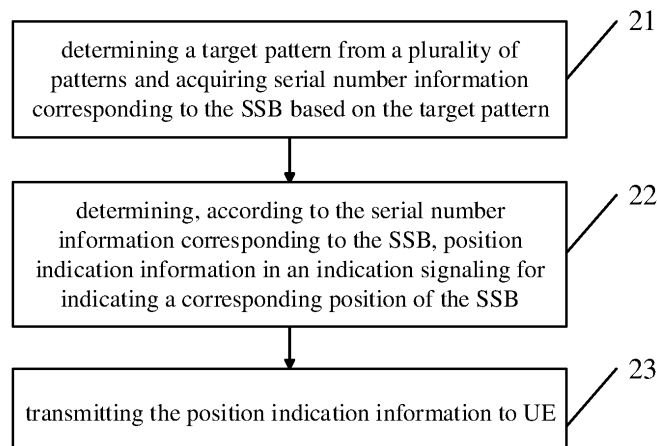 21
determining a target pattern from a plurality of
patterns and acquiring serial number information
corresponding to the SSB based on the target pattern
22
determining, according to the serial number
information corresponding to the SSB, position
indication information in an indication signaling for
indicating a corresponding position of the SSB
23
transmitting the position indication information to UE